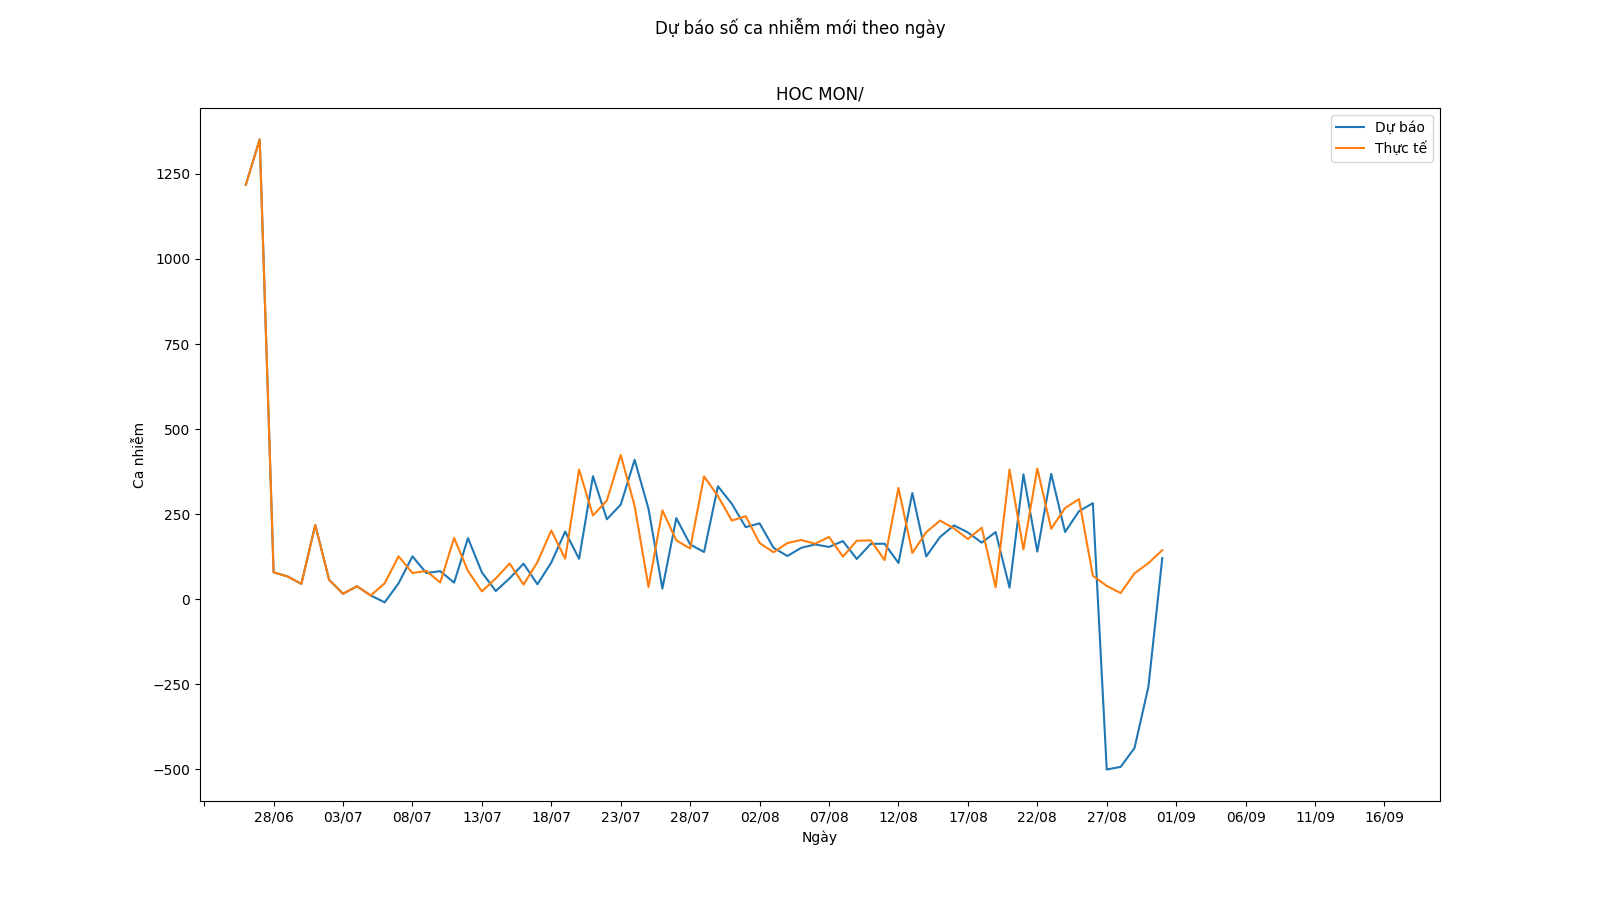 Dự báo số ca nhiễm mới theo ngày
HOC MON/
Dự báo
Thực tế
1250
1000
750
500
250
0
−250
−500
Ca nhiễm
28/06 03/07 08/07 13/07 18/07 23/07 28/07 02/08 07/08 12/08 17/08 22/08 27/08 01/09 06/09 11/09 16/09
Ngày